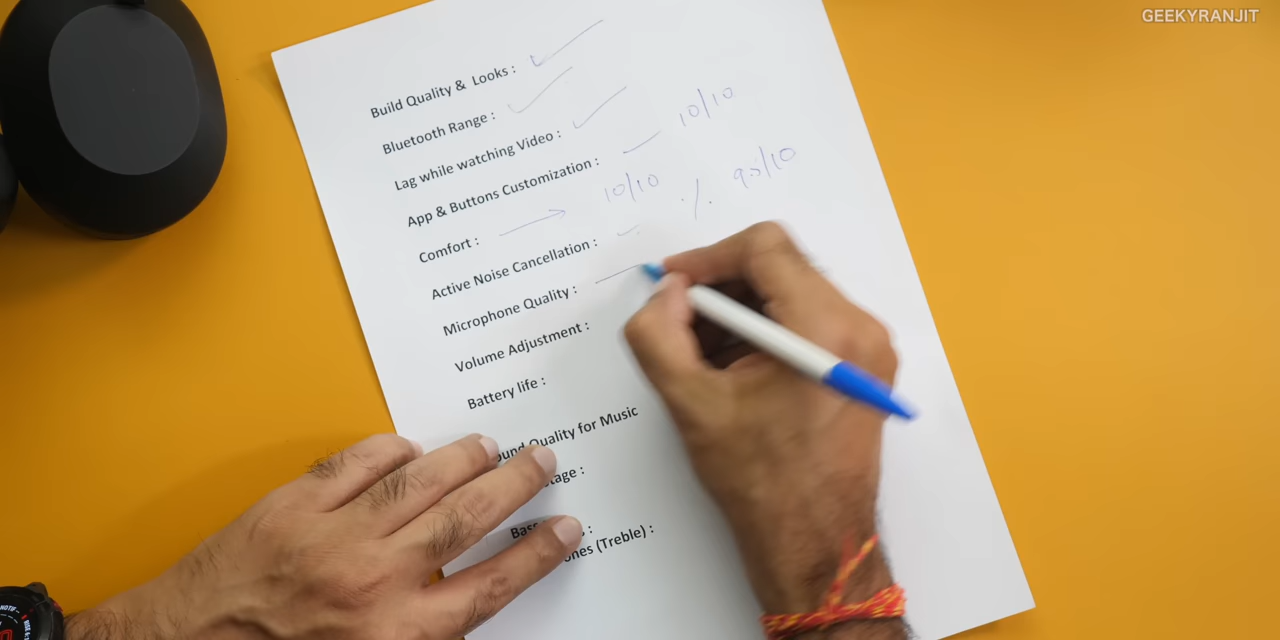 GEEKYRANJIT
Build Quality & Looks :
Bluetooth Range :
Lag while watching Video :
App & Buttons Customization : 10/10
Comfort : 10/10
Active Noise Cancellation : 9.5/10
Microphone Quality :
Volume Adjustment :
Battery life :
Quality for Music
:
:
(Treble) :